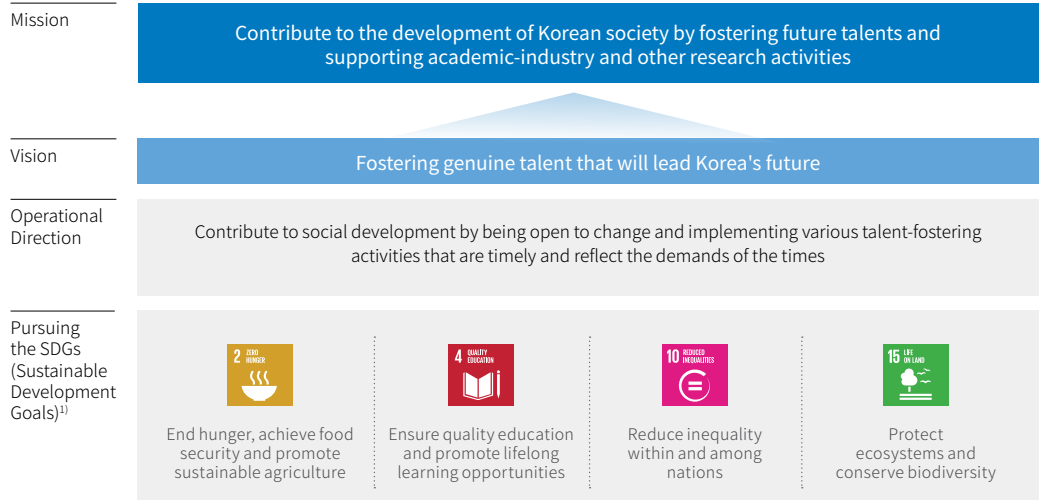 Mission
Contribute to the development of Korean society by fostering future talents and
supporting academic-industry and other research activities
Vision
Fostering genuine talent that will lead Korea's future
Operational
Direction
Contribute to social development by being open to change and implementing various talent-fostering
activities that are timely and reflect the demands of the times
Pursuing
the SDGs
(Sustainable
Development
Goals)1)
2 ZERO
HUNGER
End hunger, achieve food
security and promote
sustainable agriculture
4 QUALITY
EDUCATION
Ensure quality education
and promote lifelong
learning opportunities
10 REDUCED
INEQUALITIES
Reduce inequality
within and among
nations
15 LIFE
ON LAND
Protect
ecosystems and
conserve biodiversity